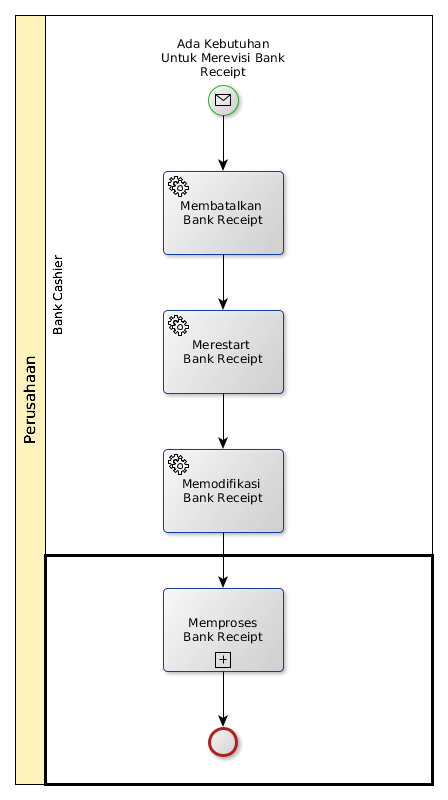 Ada Kebutuhan
Untuk Merevisi Bank
Receipt
Membatalkan
Bank Receipt
Bank Cashier
Merestart
Bank Receipt
Perusahaan
Memodifikasi
Bank Receipt
Memproses
Bank Receipt